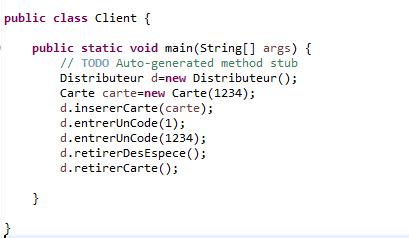 public class Client {
public static void main(String[] args) {
// TODO Auto-generated method stub
Distributeur d=new Distributeur();
Carte carte=new Carte(1234);
d.insererCarte(carte);
d.entrerUnCode(1);
d.entrerUnCode(1234);
d.retirerDesEspece();
d.retirerCarte();
}
}